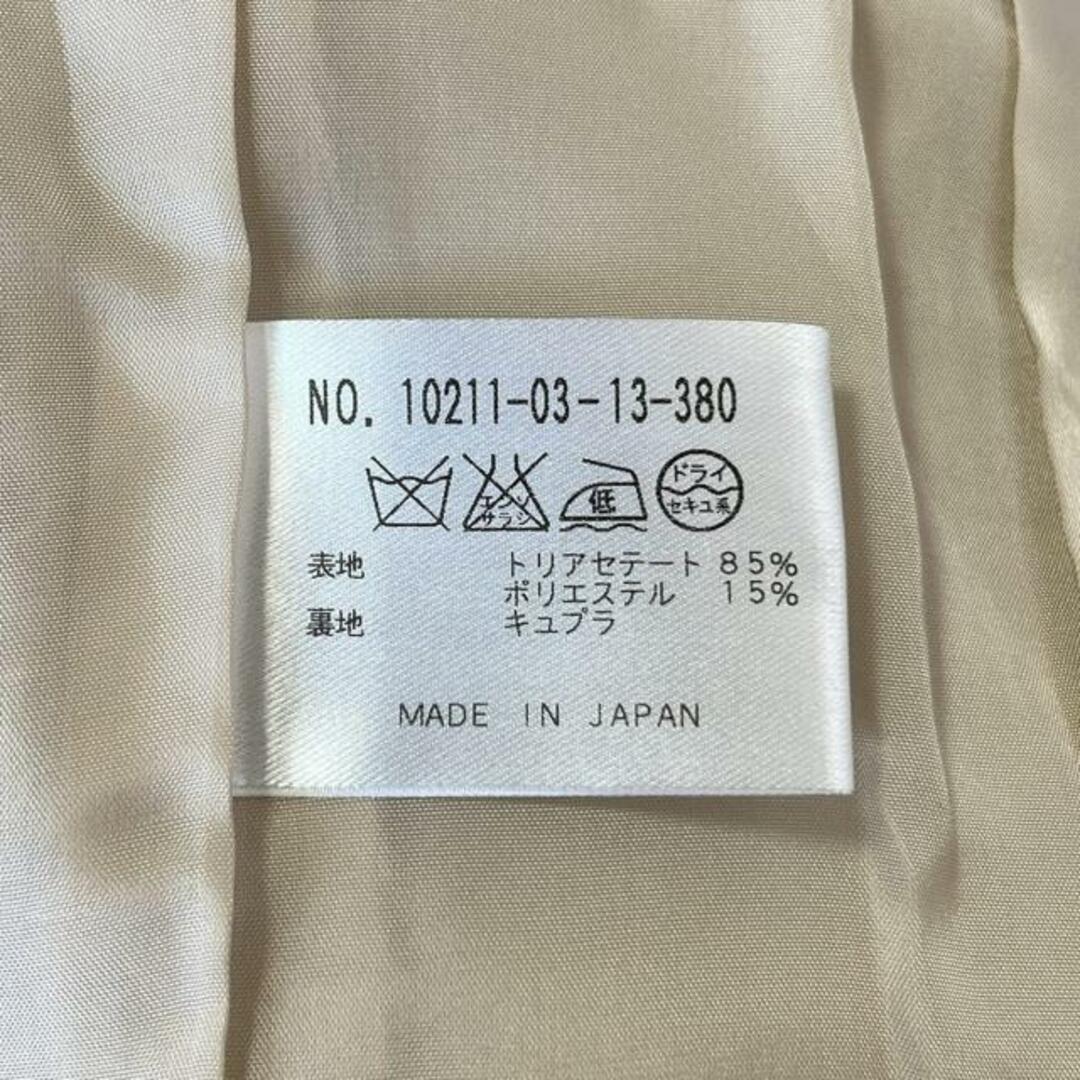 NO. 10211-03-13-380
エンソ サラシ 低 ドライ セキユ系
表地 トリアセテート 85%
ポリエステル 15%
裏地 キュプラ
MADE IN JAPAN